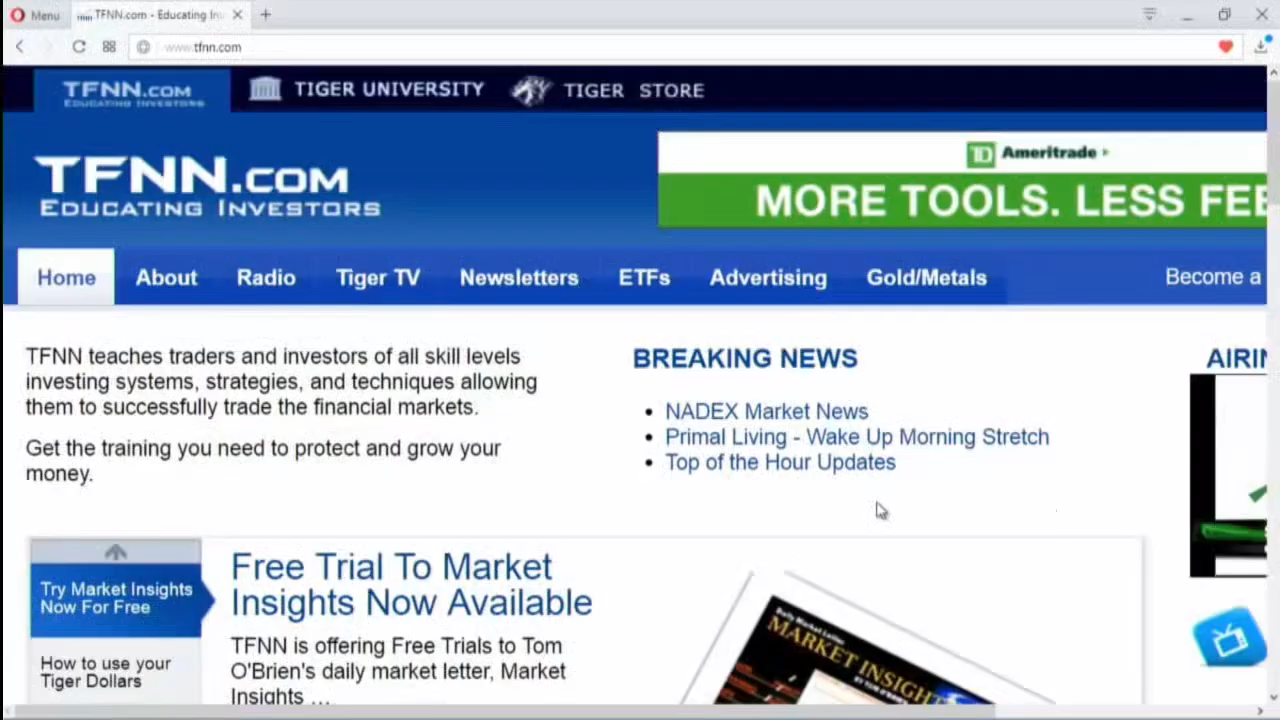 Menu
TFNN.com - Educating In
www.tfnn.com
TFNN.COM
EDUCATING INVESTORS
TIGER UNIVERSITY
TIGER STORE
TFNN.COM
EDUCATING INVESTORS
TD Ameritrade
MORE TOOLS. LESS FEE
Home
About
Radio
Tiger TV
Newsletters
ETFs
Advertising
Gold/Metals
Become a
TFNN teaches traders and investors of all skill levels
investing systems, strategies, and techniques allowing
them to successfully trade the financial markets.
Get the training you need to protect and grow your
money.
BREAKING NEWS
NADEX Market News
Primal Living - Wake Up Morning Stretch
Top of the Hour Updates
AIRIN
Try Market Insights
Now For Free
How to use your
Tiger Dollars
Free Trial To Market
Insights Now Available
TFNN is offering Free Trials to Tom
O'Brien's daily market letter, Market
Insights ...
Daily Market Letter
MARKET INSIGH